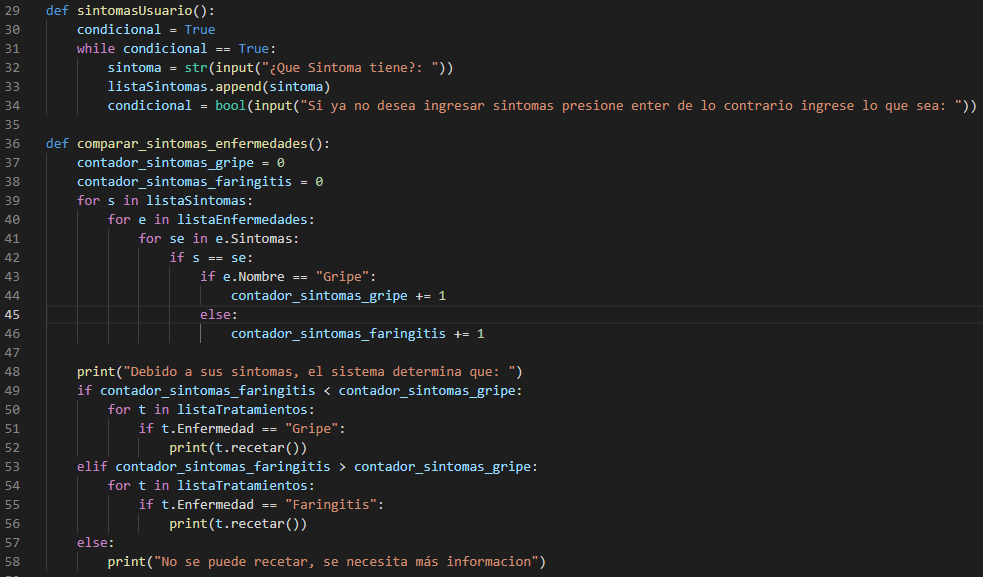 29 def sintomasUsuario():
30     condicional = True
31     while condicional == True:
32         sintoma = str(input("¿Que Sintoma tiene?: "))
33         listaSintomas.append(sintoma)
34         condicional = bool(input("Si ya no desea ingresar sintomas presione enter de lo contrario ingrese lo que sea: "))
35
36 def comparar_sintomas_enfermedades():
37     contador_sintomas_gripe = 0
38     contador_sintomas_faringitis = 0
39     for s in listaSintomas:
40         for e in listaEnfermedades:
41             for se in e.Sintomas:
42                 if s == se:
43                     if e.Nombre == "Gripe":
44                         contador_sintomas_gripe += 1
45                     else:
46                         contador_sintomas_faringitis += 1
47
48     print("Debido a sus sintomas, el sistema determina que: ")
49     if contador_sintomas_faringitis < contador_sintomas_gripe:
50         for t in listaTratamientos:
51             if t.Enfermedad == "Gripe":
52                 print(t.recetar())
53     elif contador_sintomas_faringitis > contador_sintomas_gripe:
54         for t in listaTratamientos:
55             if t.Enfermedad == "Faringitis":
56                 print(t.recetar())
57     else:
58         print("No se puede recetar, se necesita más informacion")